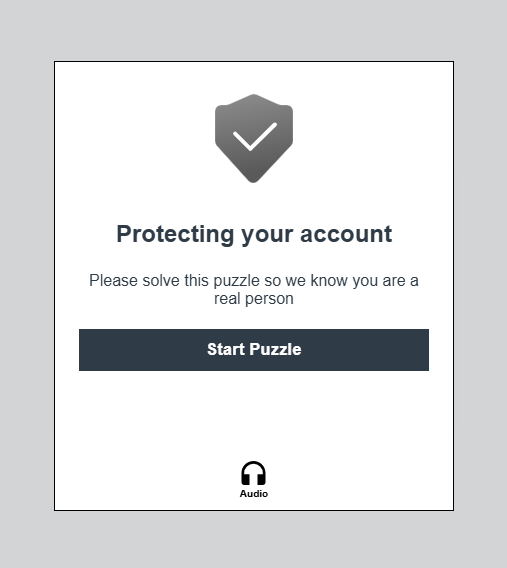 Protecting your account
Please solve this puzzle so we know you are a
real person
Start Puzzle
Audio